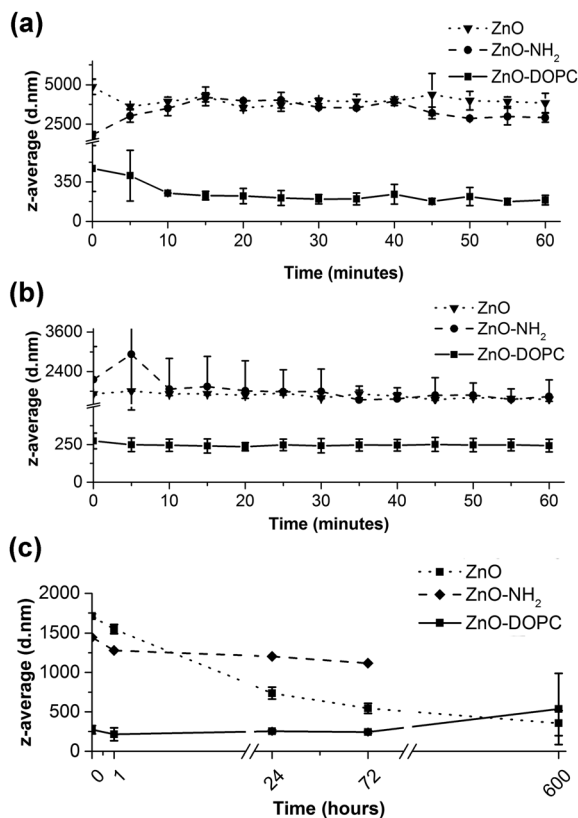 (a)
ZnO
ZnO-NH2
ZnO-DOPC
z-average (d.nm)
5000
2500
350
0
0 10 20 30 40 50 60
Time (minutes)
(b)
ZnO
ZnO-NH2
ZnO-DOPC
z-average (d.nm)
3600
2400
250
0
0 10 20 30 40 50 60
Time (minutes)
(c)
ZnO
ZnO-NH2
ZnO-DOPC
z-average (d.nm)
2000
1500
1000
500
0
0 1 24 72 600
Time (hours)